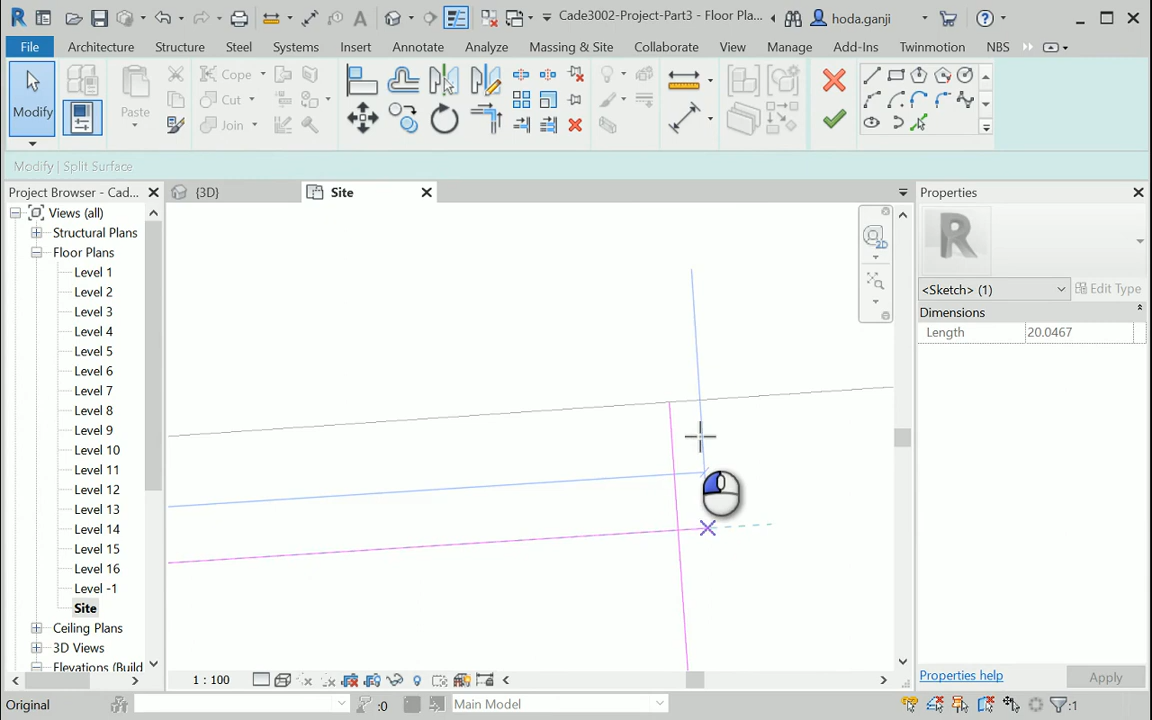 Cade3002-Project-Part3 - Floor Pla...
hoda.ganji
File Architecture Structure Steel Systems Insert Annotate Analyze Massing & Site Collaborate View Manage Add-Ins Twinmotion NBS
Modify
Paste
Cope
Cut
Join
Modify | Split Surface
Project Browser - Cad...
{3D}
Site
Properties
Views (all)
Structural Plans
Floor Plans
Level 1
Level 2
Level 3
Level 4
Level 5
Level 6
Level 7
Level 8
Level 9
Level 10
Level 11
Level 12
Level 13
Level 14
Level 15
Level 16
Level -1
Site
Ceiling Plans
3D Views
Elevations (Build
2D
R
<Sketch> (1)
Edit Type
Dimensions
Length 20.0467
Properties help
Apply
1 : 100
Original
:0
Main Model
:1